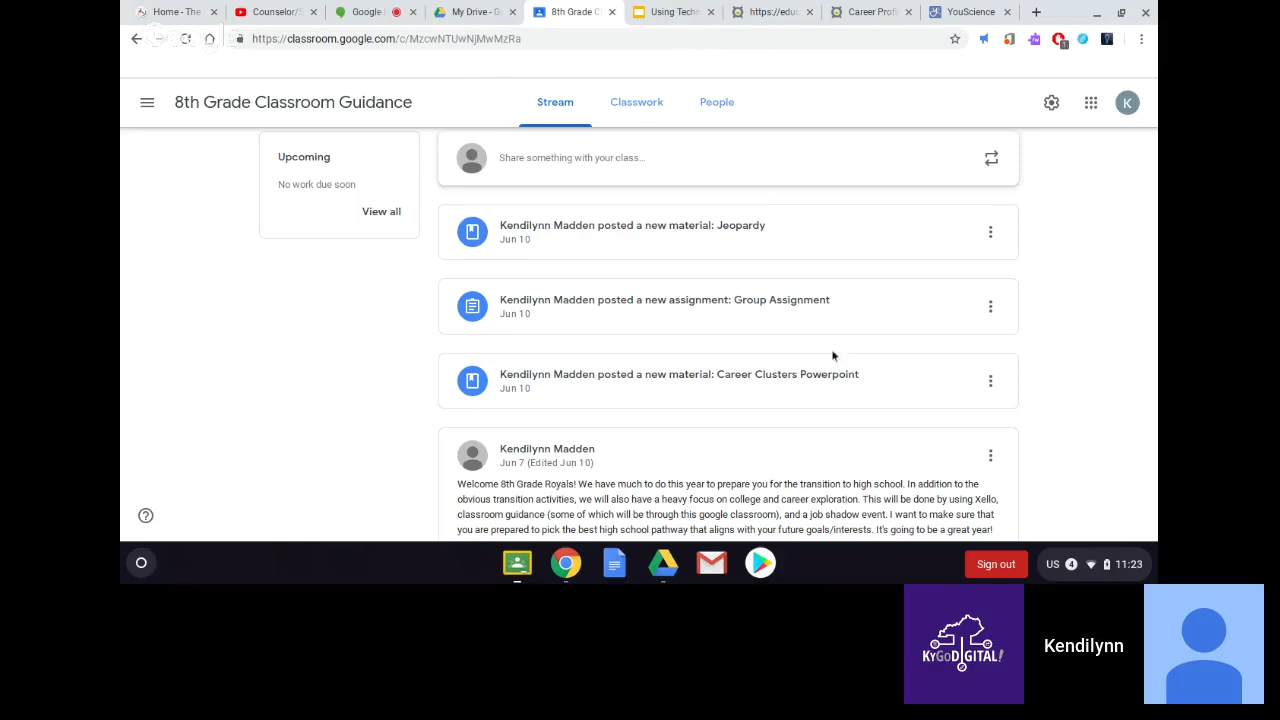 Home - The
Counselor/S
Google H
My Drive - G
8th Grade C
Using Tech
https://edu
Career Profi
YouScience
https://classroom.google.com/c/MzcwNTUwNjMwMzRa
1
8th Grade Classroom Guidance
Stream
Classwork
People
K
Upcoming
No work due soon
View all
Share something with your class...
Kendilynn Madden posted a new material: Jeopardy
Jun 10
Kendilynn Madden posted a new assignment: Group Assignment
Jun 10
Kendilynn Madden posted a new material: Career Clusters Powerpoint
Jun 10
Kendilynn Madden
Jun 7 (Edited Jun 10)
Welcome 8th Grade Royals! We have much to do this year to prepare you for the transition to high school. In addition to the
obvious transition activities, we will also have a heavy focus on college and career exploration. This will be done by using Xello,
classroom guidance (some of which will be through this google classroom), and a job shadow event. I want to make sure that
you are prepared to pick the best high school pathway that aligns with your future goals/interests. It's going to be a great year!
Sign out
US 4 11:23
KYGODIGITAL!
Kendilynn